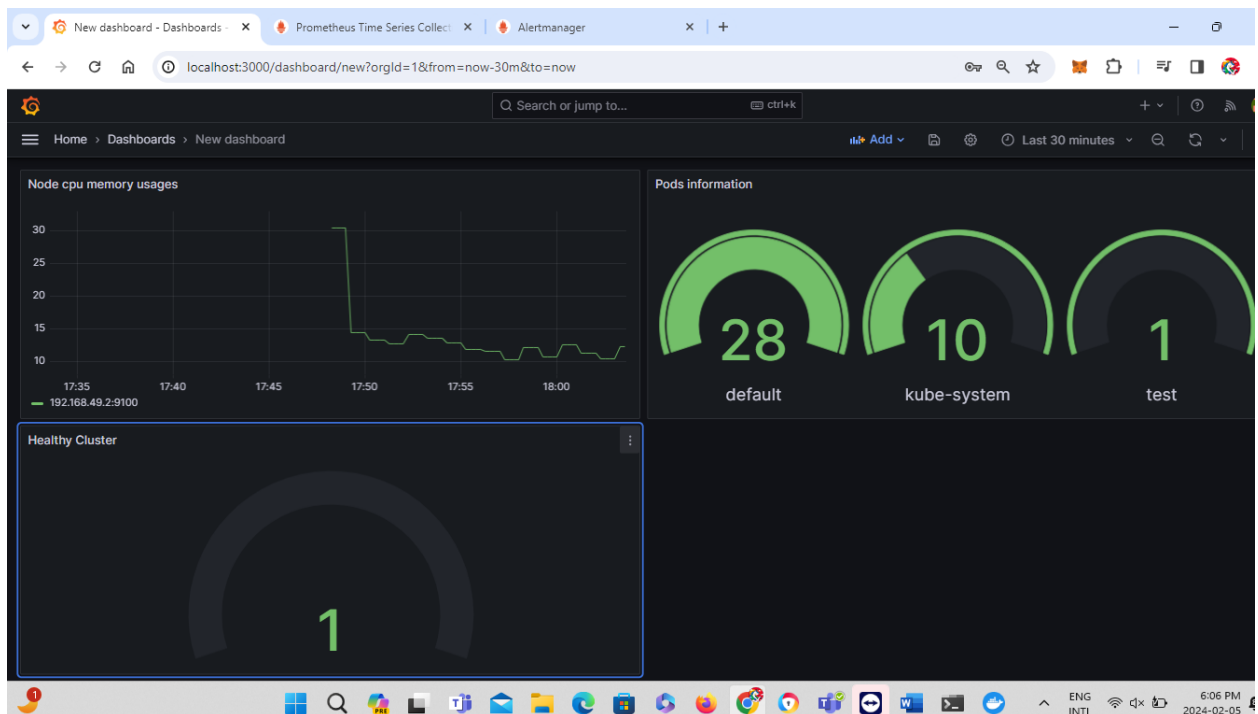 New dashboard - Dashboards -
Prometheus Time Series Collect
Alertmanager
localhost:3000/dashboard/new?orgId=1&from=now-30m&to=now
Search or jump to...
ctrl+k
Home › Dashboards › New dashboard
Add
Last 30 minutes
Node cpu memory usages
30
25
20
15
10
17:35 17:40 17:45 17:50 17:55 18:00
192.168.49.2:9100
Pods information
28 10 1
default kube-system test
Healthy Cluster
1
1
PRE
ENG
INTL
6:06 PM
2024-02-05